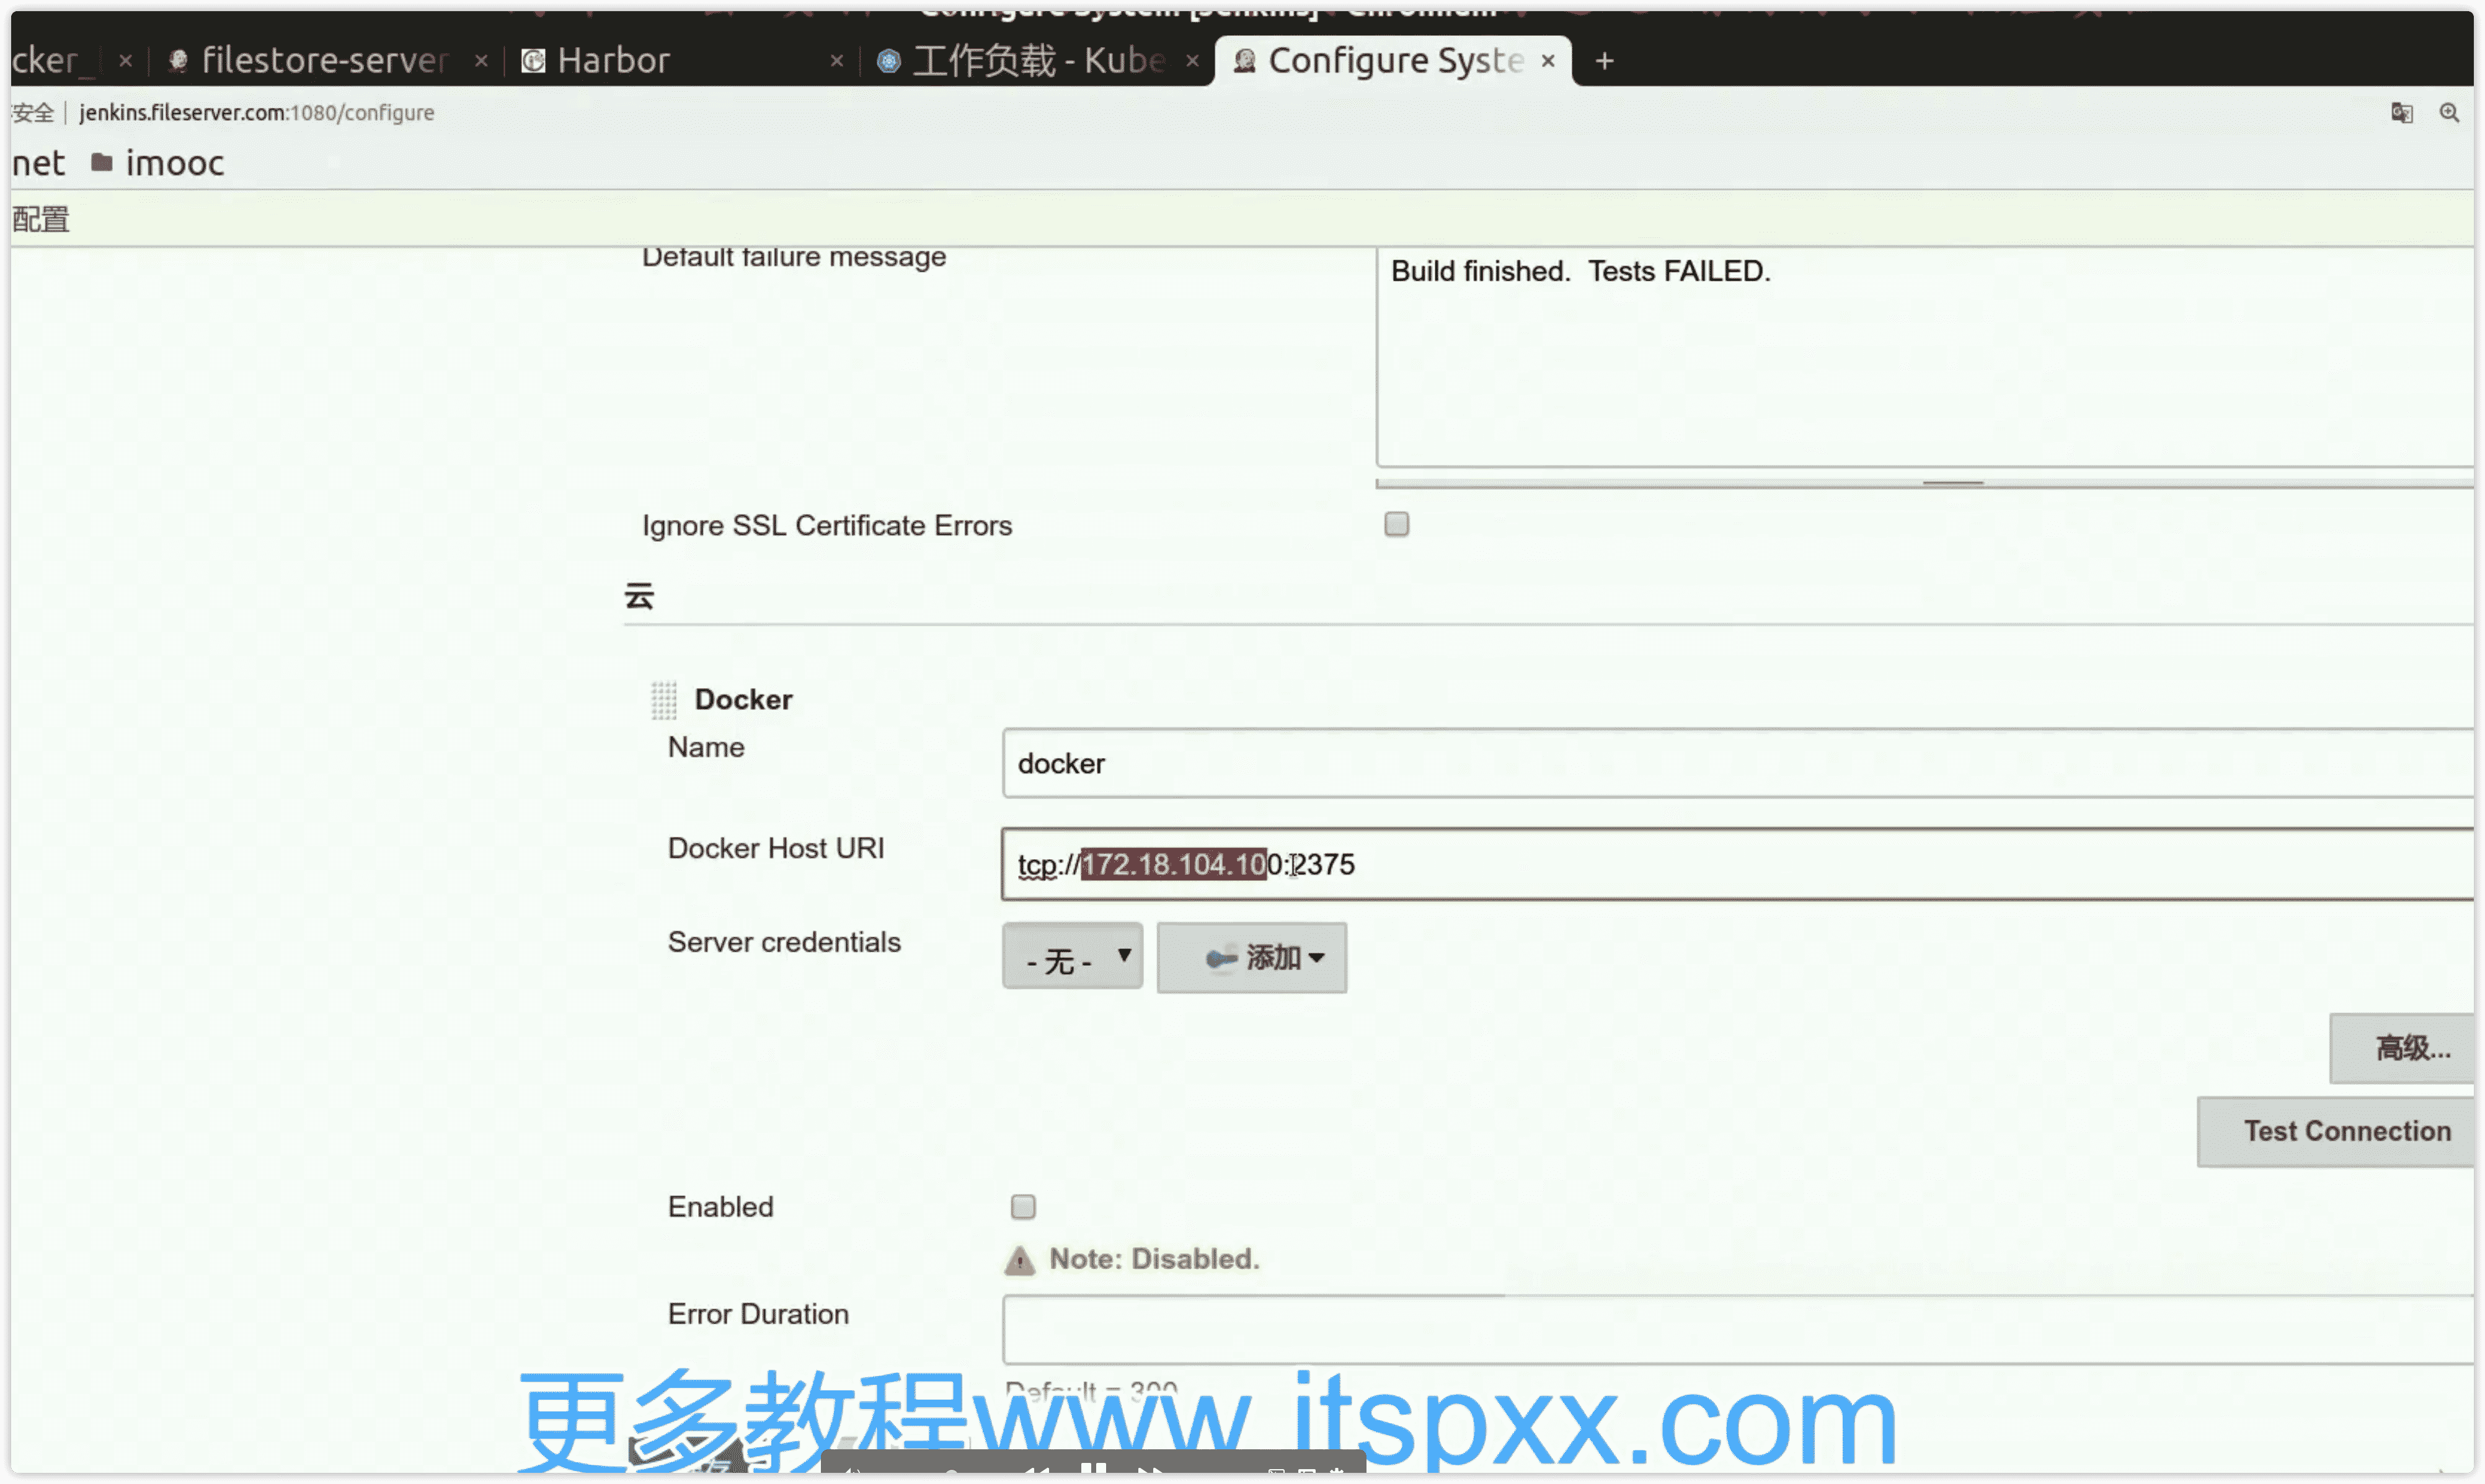 Configure System [Jenkins] - Chromium
cker_
filestore-server
Harbor
工作负载 - Kube
Configure Syste
安全 | jenkins.fileserver.com:1080/configure
net
imooc
配置
Default failure message
Build finished.  Tests FAILED.
Ignore SSL Certificate Errors
云
Docker
Name
docker
Docker Host URI
tcp://172.18.104.100:2375
Server credentials
- 无 -
添加
高级...
Test Connection
Enabled
Note: Disabled.
Error Duration
Default = 300
更多教程www.itspxx.com